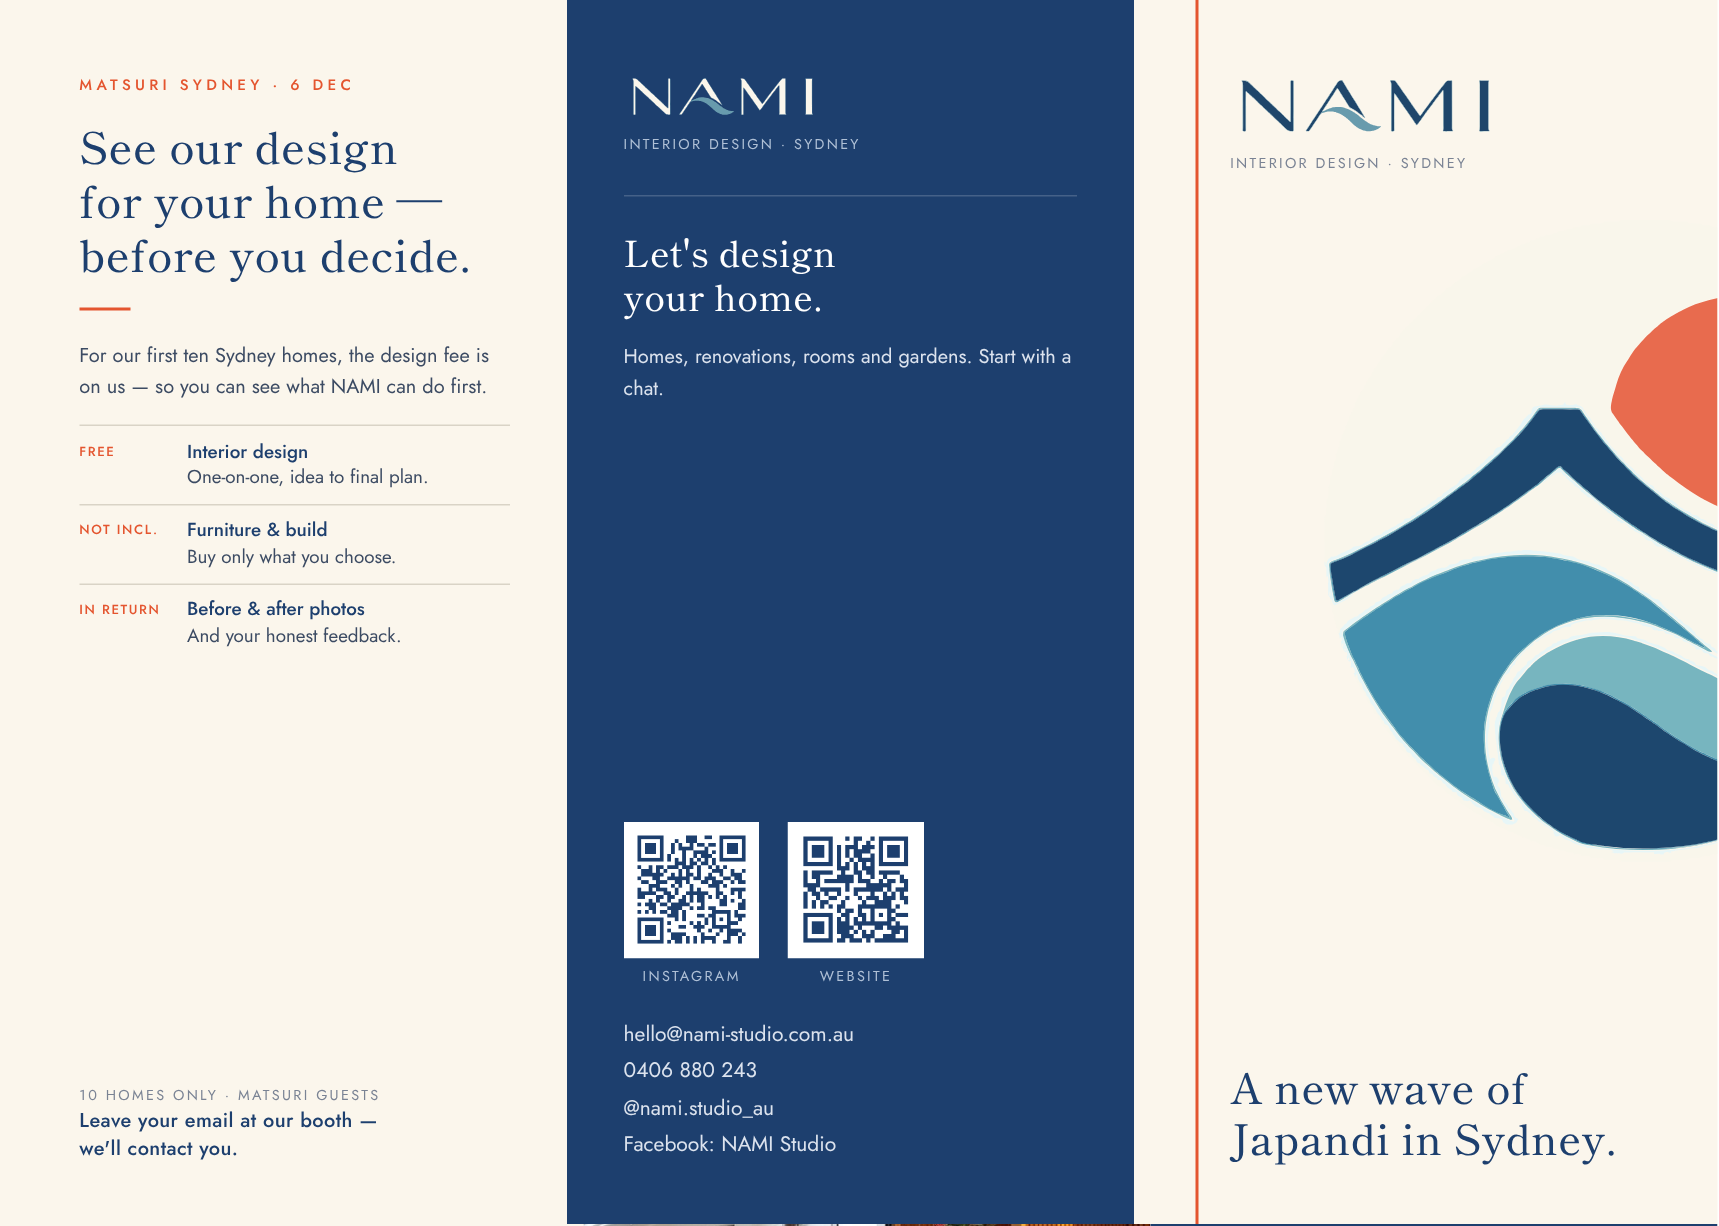 MATSURI SYDNEY · 6 DEC
See our design
for your home —
before you decide.
For our first ten Sydney homes, the design fee is
on us — so you can see what NAMI can do first.
FREE
Interior design
One-on-one, idea to final plan.
NOT INCL.
Furniture & build
Buy only what you choose.
IN RETURN
Before & after photos
And your honest feedback.
10 HOMES ONLY · MATSURI GUESTS
Leave your email at our booth —
we'll contact you.
NAMI
INTERIOR DESIGN · SYDNEY
Let's design
your home.
Homes, renovations, rooms and gardens. Start with a
chat.
INSTAGRAM
WEBSITE
hello@nami-studio.com.au
0406 880 243
@nami.studio_au
Facebook: NAMI Studio
NAMI
INTERIOR DESIGN · SYDNEY
A new wave of
Japandi in Sydney.